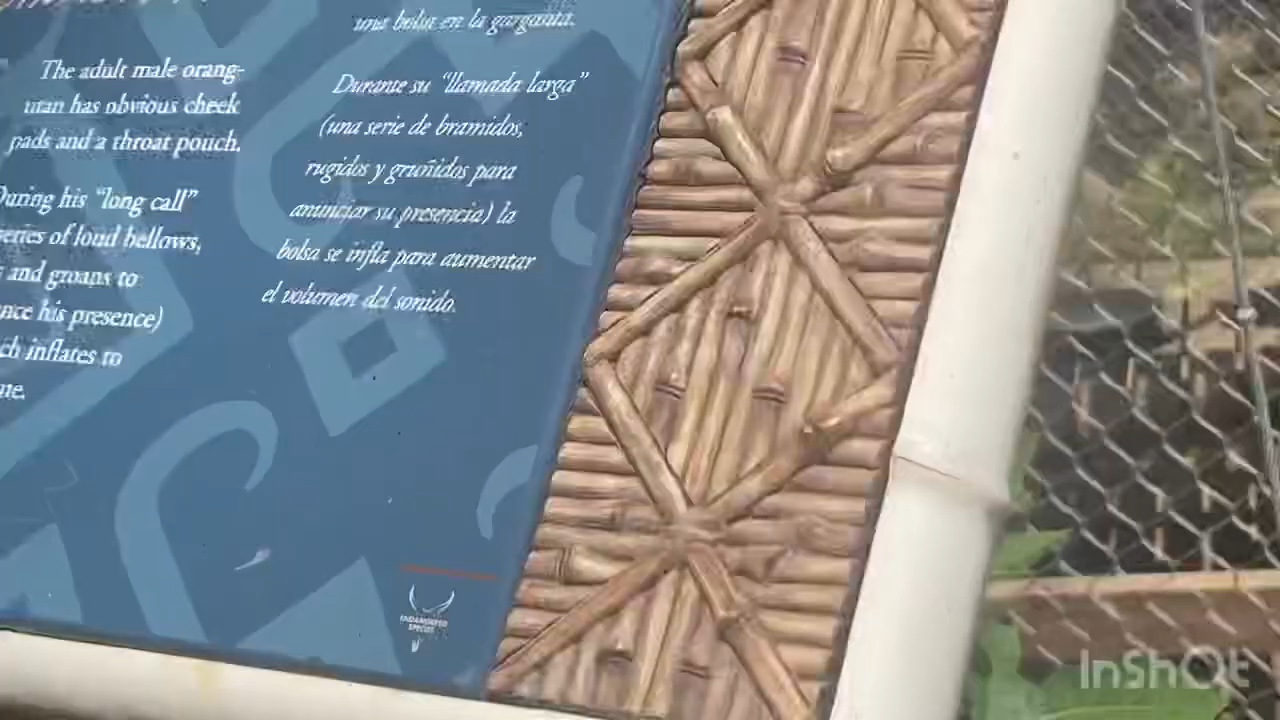 The adult male orang-
utan has obvious cheek
pads and a throat pouch.
During his "long call"
series of loud bellows,
and groans to
his presence)
inflates to
una bolsa en la garganta.
Durante su "llamada larga"
(una serie de bramidos,
rugidos y gruñidos para
anunciar su presencia) la
bolsa se infla para aumentar
el volumen del sonido.
ENDANGERED
SPECIES
InShOt